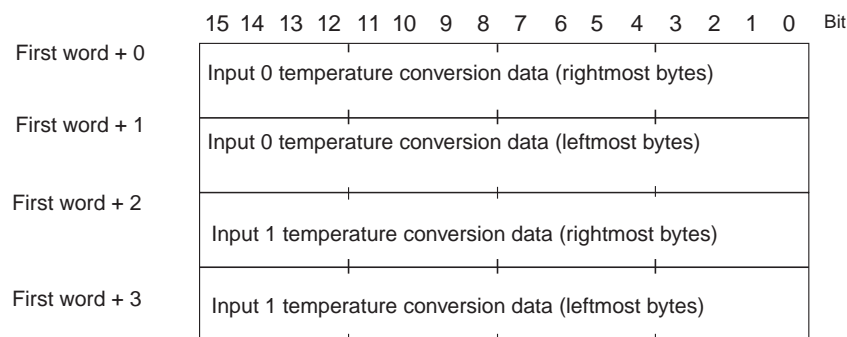 15 14 13 12 11 10 9 8 7 6 5 4 3 2 1 0 Bit
First word + 0
Input 0 temperature conversion data (rightmost bytes)
First word + 1
Input 0 temperature conversion data (leftmost bytes)
First word + 2
Input 1 temperature conversion data (rightmost bytes)
First word + 3
Input 1 temperature conversion data (leftmost bytes)